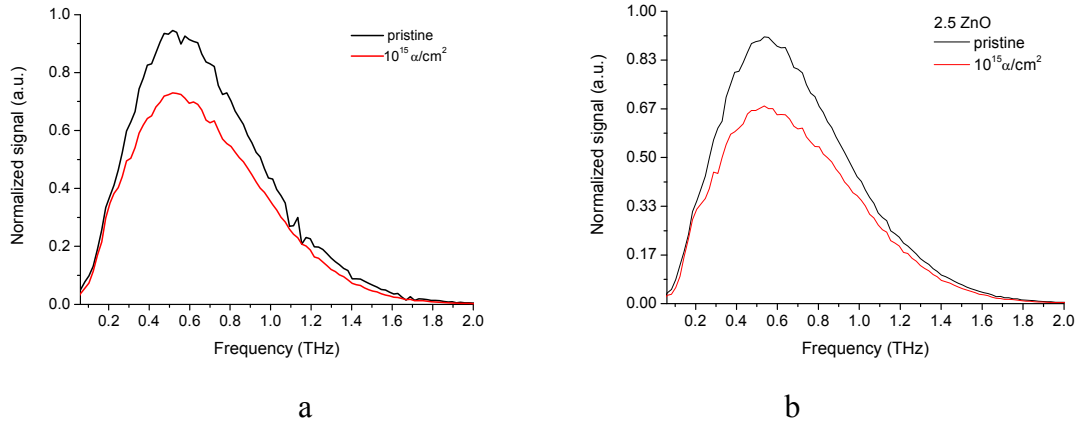 1.0
0.8
0.6
0.4
0.2
0.0
Normalized signal (a.u.)
pristine
10¹⁵ α/cm²
0.2 0.4 0.6 0.8 1.0 1.2 1.4 1.6 1.8 2.0
Frequency (THz)
a
1.00
0.83
0.67
0.50
0.33
0.17
0.00
Normalized signal (a.u.)
2.5 ZnO
pristine
10¹⁵α/cm²
0.2 0.4 0.6 0.8 1.0 1.2 1.4 1.6 1.8 2.0
Frequency (THz)
b